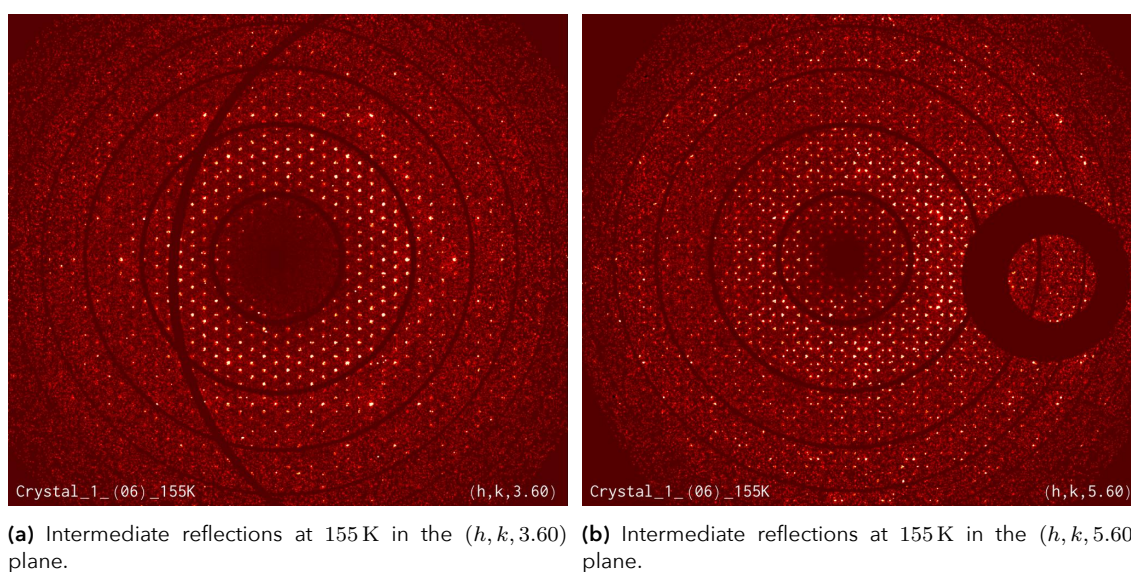 Crystal_1_(06)_155K (h,k,3.60)
Crystal_1_(06)_155K (h,k,5.60)
(a) Intermediate reflections at 155 K in the (h, k, 3.60) plane.
(b) Intermediate reflections at 155 K in the (h, k, 5.60 plane.